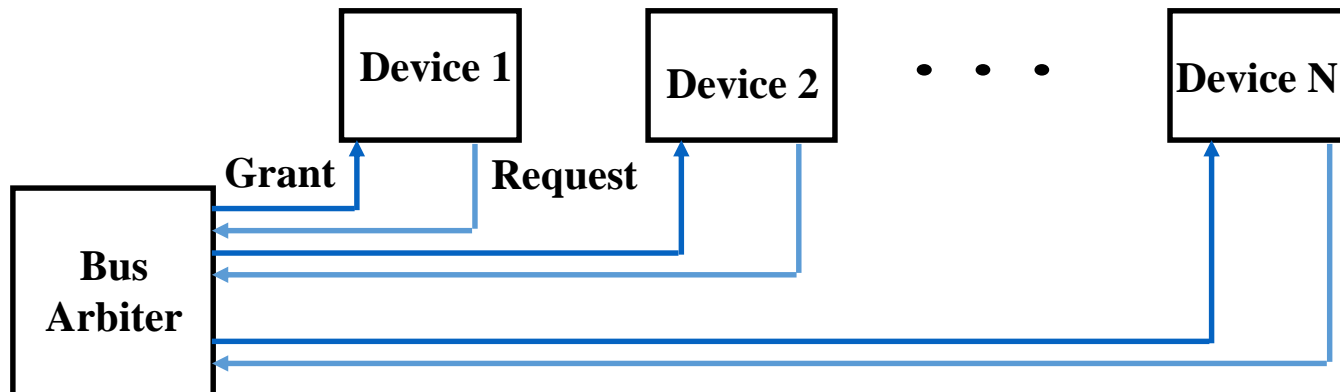 Device 1
Device 2
Device N
Grant
Request
Bus
Arbiter